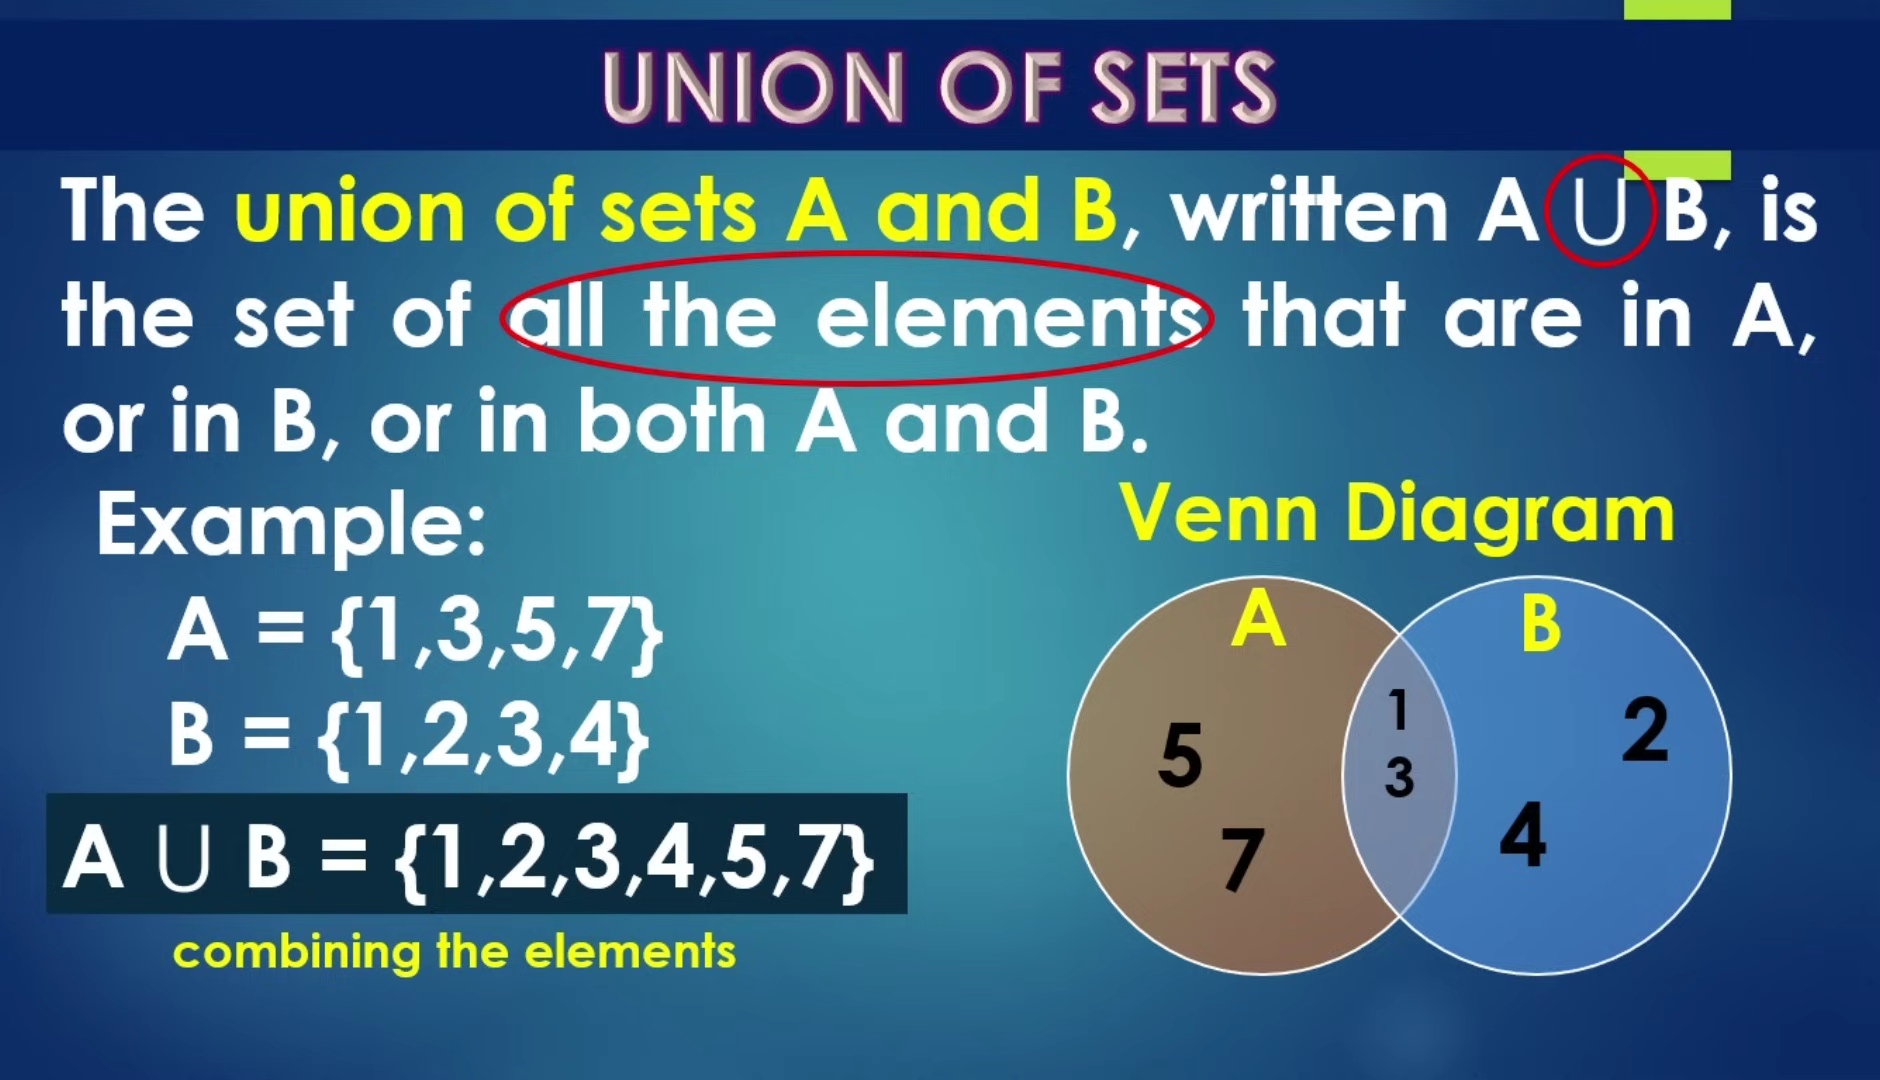 UNION OF SETS
The union of sets A and B, written A ∪ B, is
the set of all the elements that are in A,
or in B, or in both A and B.
Example:
A = {1,3,5,7}
B = {1,2,3,4}
A ∪ B = {1,2,3,4,5,7}
combining the elements
Venn Diagram
A
B
5
7
1
3
2
4